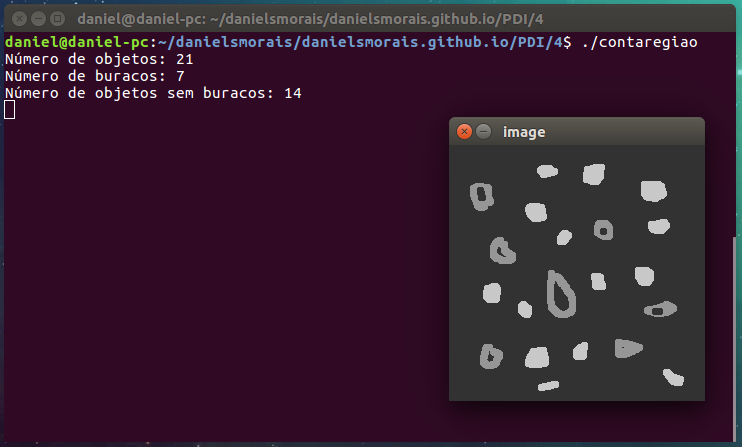 daniel@daniel-pc: ~/danielsmorais/danielsmorais.github.io/PDI/4
daniel@daniel-pc:~/danielsmorais/danielsmorais.github.io/PDI/4$ ./contaregiao
Número de objetos: 21
Número de buracos: 7
Número de objetos sem buracos: 14
image